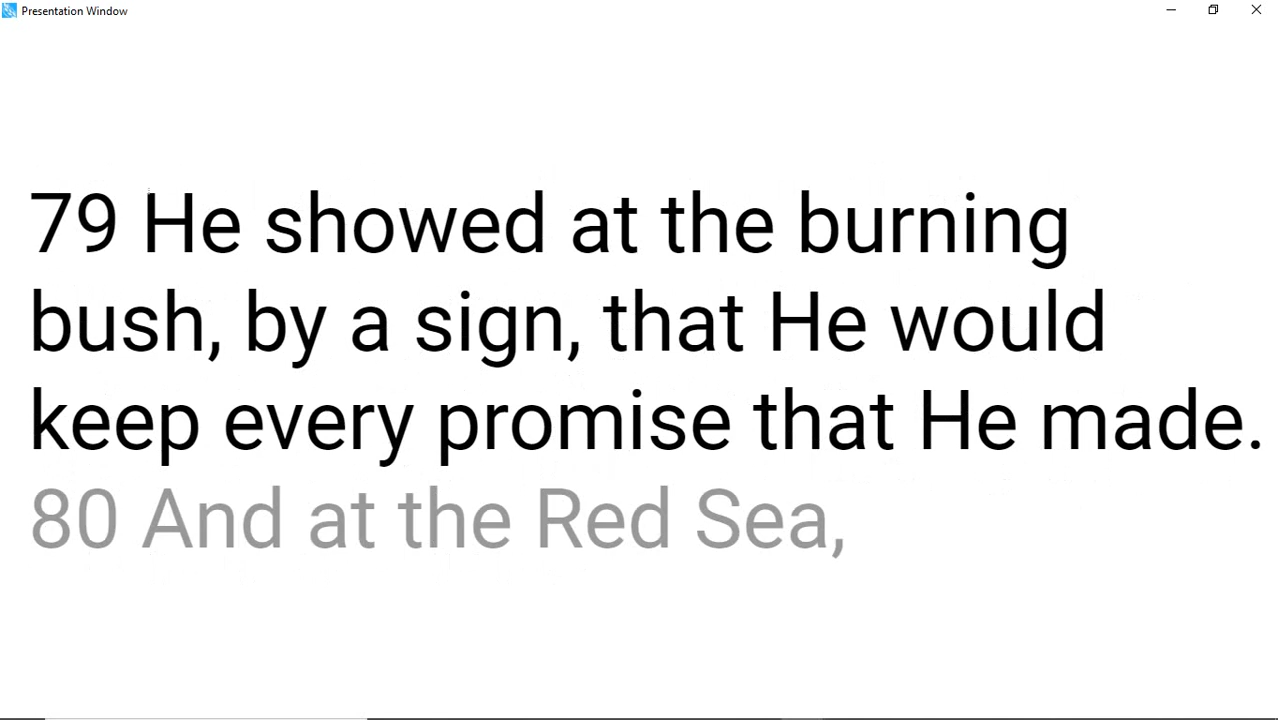 Presentation Window
79 He showed at the burning
bush, by a sign, that He would
keep every promise that He made.
80 And at the Red Sea,